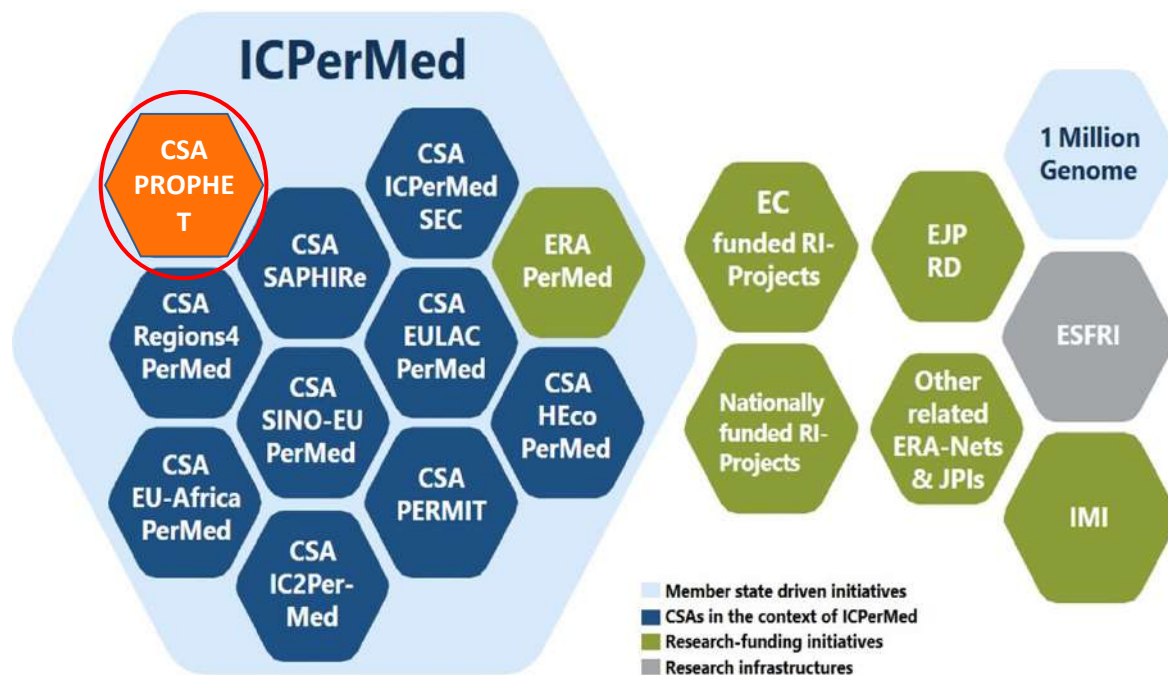 ICPerMed
CSA
PROPHE
T
CSA
ICPerMed
SEC
CSA
SAPHIRe
ERA
PerMed
CSA
Regions4
PerMed
CSA
EULAC
PerMed
CSA
SINO-EU
PerMed
CSA
HEco
PerMed
CSA
EU-Africa
PerMed
CSA
PERMIT
CSA
IC2Per-
Med
EC
funded RI-
Projects
EJP
RD
1 Million
Genome
ESFRI
Nationally
funded RI-
Projects
Other
related
ERA-Nets
& JPIs
IMI
Member state driven initiatives
CSAs in the context of ICPerMed
Research-funding initiatives
Research infrastructures